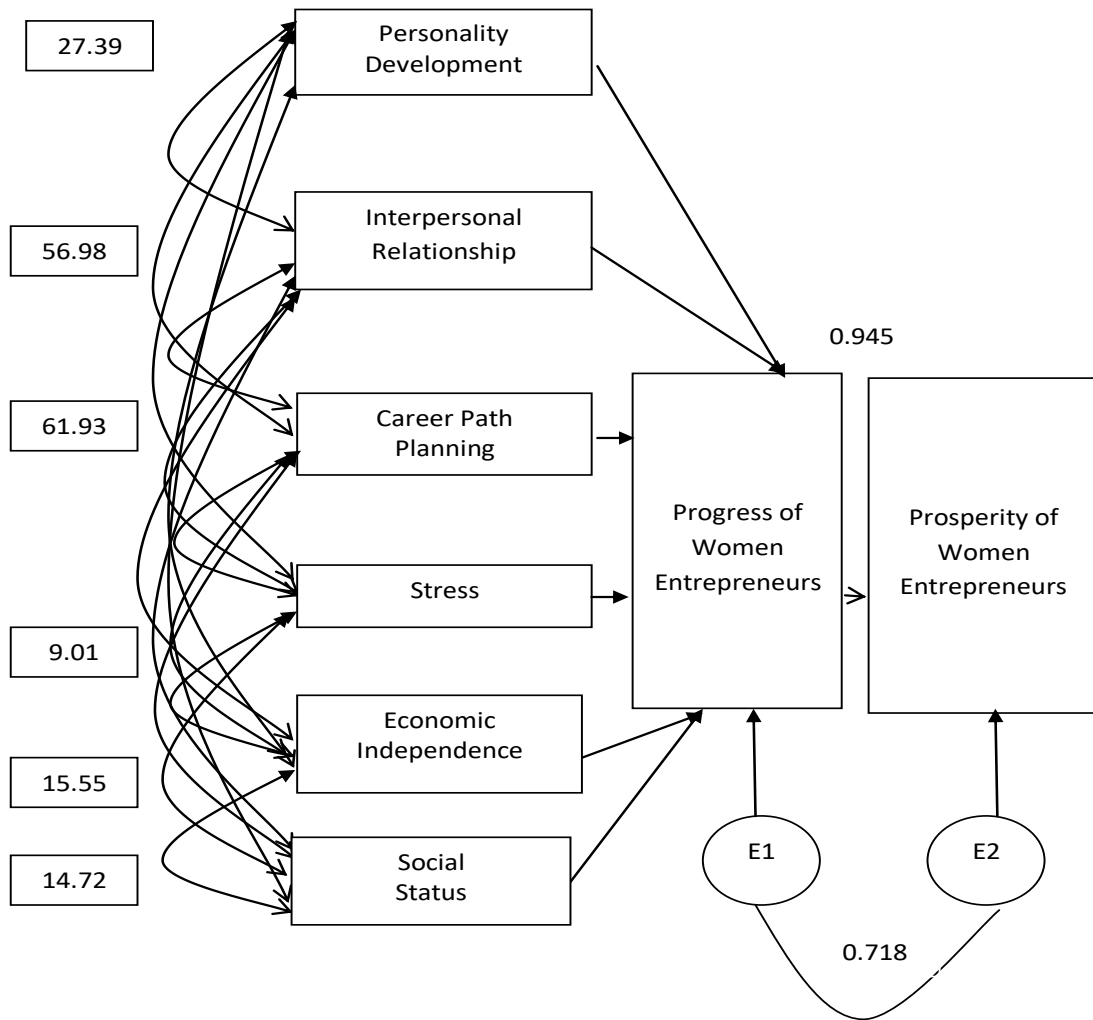 27.39
Personality
Development
56.98
Interpersonal
Relationship
0.945
61.93
Career Path
Planning
Progress of
Women
Entrepreneurs
Prosperity of
Women
Entrepreneurs
Stress
9.01
Economic
Independence
15.55
Social
Status
14.72
E1
E2
0.718